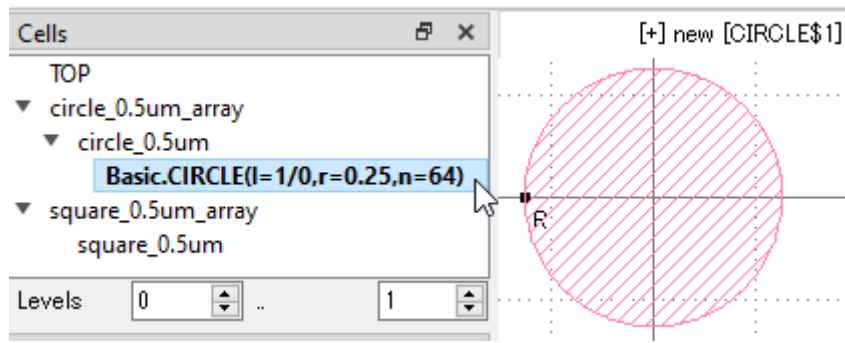 Cells
[+] new [CIRCLE$1]
TOP
circle_0.5um_array
circle_0.5um
Basic.CIRCLE(l=1/0,r=0.25,n=64)
square_0.5um_array
square_0.5um
R
Levels 0 .. 1